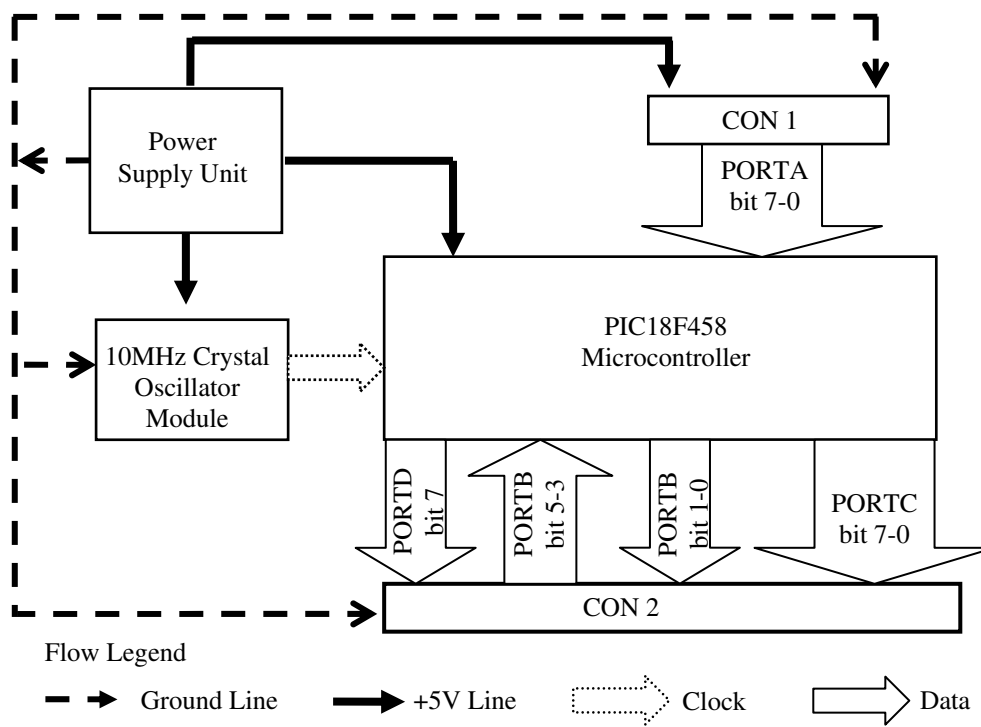 CON 1
Power
Supply Unit
PORTA
bit 7-0
PIC18F458
Microcontroller
10MHz Crystal
Oscillator
Module
PORTD
bit 7
PORTB
bit 5-3
PORTB
bit 1-0
PORTC
bit 7-0
CON 2
Flow Legend
Ground Line
+5V Line
Clock
Data